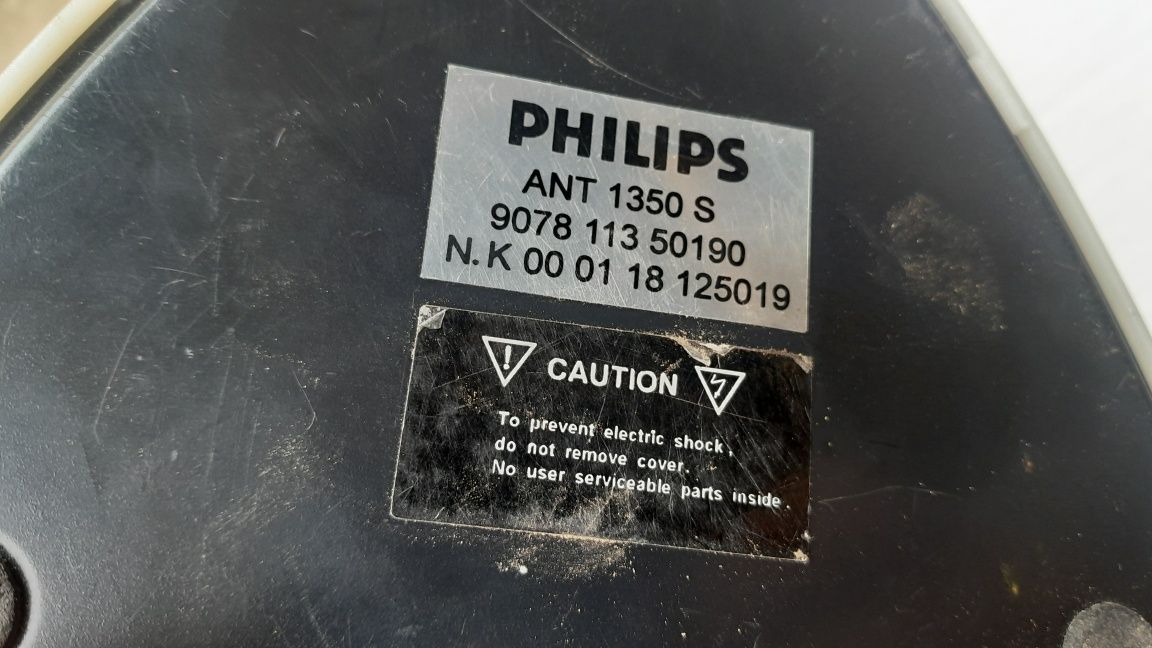 PHILIPS
ANT 1350 S
9078 113 50190
N.K 00 01 18 125019
CAUTION
To prevent electric shock,
do not remove cover.
No user serviceable parts inside.